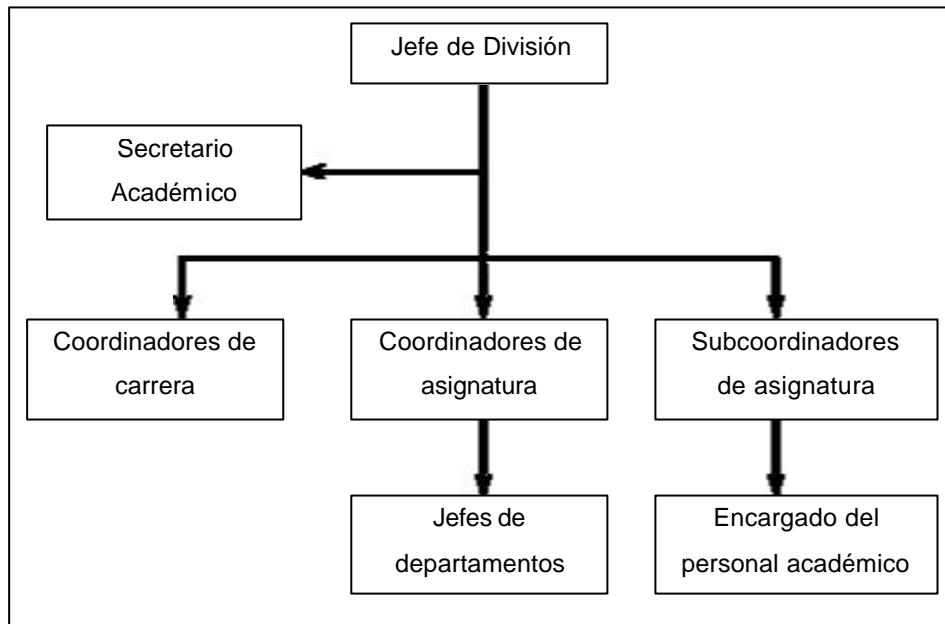 Jefe de División
Secretario
Académico
Coordinadores de
carrera
Coordinadores de
asignatura
Subcoordinadores
de asignatura
Jefes de
departamentos
Encargado del
personal académico